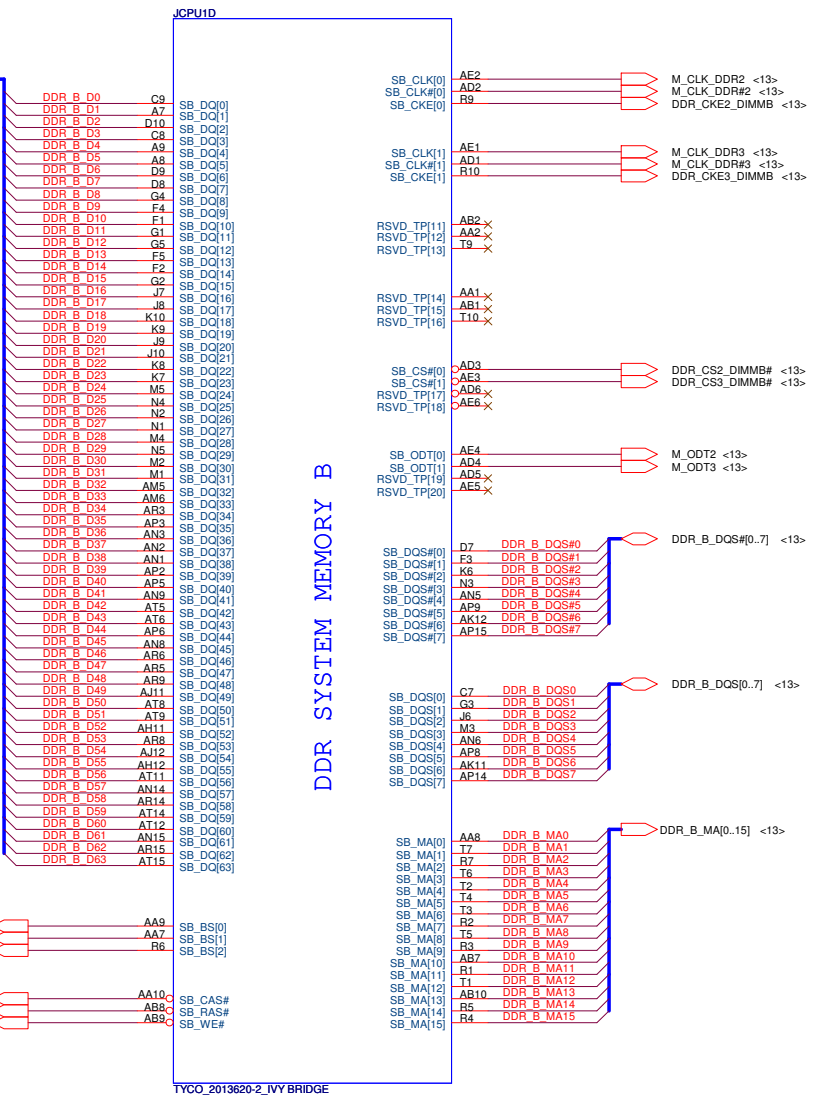 JCPU1D
DDR_B_D0 C9 SB_DQ[0]
DDR_B_D1 A7 SB_DQ[1]
DDR_B_D2 D10 SB_DQ[2]
DDR_B_D3 C8 SB_DQ[3]
DDR_B_D4 A9 SB_DQ[4]
DDR_B_D5 A8 SB_DQ[5]
DDR_B_D6 D9 SB_DQ[6]
DDR_B_D7 D8 SB_DQ[7]
DDR_B_D8 G4 SB_DQ[8]
DDR_B_D9 F4 SB_DQ[9]
DDR_B_D10 F1 SB_DQ[10]
DDR_B_D11 G1 SB_DQ[11]
DDR_B_D12 G5 SB_DQ[12]
DDR_B_D13 F5 SB_DQ[13]
DDR_B_D14 F2 SB_DQ[14]
DDR_B_D15 G2 SB_DQ[15]
DDR_B_D16 J7 SB_DQ[16]
DDR_B_D17 J8 SB_DQ[17]
DDR_B_D18 K10 SB_DQ[18]
DDR_B_D19 K9 SB_DQ[19]
DDR_B_D20 J9 SB_DQ[20]
DDR_B_D21 J10 SB_DQ[21]
DDR_B_D22 K8 SB_DQ[22]
DDR_B_D23 K7 SB_DQ[23]
DDR_B_D24 M5 SB_DQ[24]
DDR_B_D25 N4 SB_DQ[25]
DDR_B_D26 N2 SB_DQ[26]
DDR_B_D27 N1 SB_DQ[27]
DDR_B_D28 M4 SB_DQ[28]
DDR_B_D29 N5 SB_DQ[29]
DDR_B_D30 M2 SB_DQ[30]
DDR_B_D31 M1 SB_DQ[31]
DDR_B_D32 AM5 SB_DQ[32]
DDR_B_D33 AM6 SB_DQ[33]
DDR_B_D34 AR3 SB_DQ[34]
DDR_B_D35 AP3 SB_DQ[35]
DDR_B_D36 AN3 SB_DQ[36]
DDR_B_D37 AN2 SB_DQ[37]
DDR_B_D38 AN1 SB_DQ[38]
DDR_B_D39 AP2 SB_DQ[39]
DDR_B_D40 AP5 SB_DQ[40]
DDR_B_D41 AN9 SB_DQ[41]
DDR_B_D42 AT5 SB_DQ[42]
DDR_B_D43 AT6 SB_DQ[43]
DDR_B_D44 AP6 SB_DQ[44]
DDR_B_D45 AN8 SB_DQ[45]
DDR_B_D46 AR6 SB_DQ[46]
DDR_B_D47 AR5 SB_DQ[47]
DDR_B_D48 AR9 SB_DQ[48]
DDR_B_D49 AJ11 SB_DQ[49]
DDR_B_D50 AT8 SB_DQ[50]
DDR_B_D51 AT9 SB_DQ[51]
DDR_B_D52 AH11 SB_DQ[52]
DDR_B_D53 AR8 SB_DQ[53]
DDR_B_D54 AJ12 SB_DQ[54]
DDR_B_D55 AH12 SB_DQ[55]
DDR_B_D56 AT11 SB_DQ[56]
DDR_B_D57 AN14 SB_DQ[57]
DDR_B_D58 AR14 SB_DQ[58]
DDR_B_D59 AT14 SB_DQ[59]
DDR_B_D60 AT12 SB_DQ[60]
DDR_B_D61 AN15 SB_DQ[61]
DDR_B_D62 AR15 SB_DQ[62]
DDR_B_D63 AT15 SB_DQ[63]
AA9 SB_BS[0]
AA7 SB_BS[1]
R6 SB_BS[2]
AA10 SB_CAS#
AB8 SB_RAS#
AB9 SB_WE#
DDR SYSTEM MEMORY B
SB_CLK[0] AE2 M_CLK_DDR2 <13>
SB_CLK#[0] AD2 M_CLK_DDR#2 <13>
SB_CKE[0] R9 DDR_CKE2_DIMMB <13>
SB_CLK[1] AE1 M_CLK_DDR3 <13>
SB_CLK#[1] AD1 M_CLK_DDR#3 <13>
SB_CKE[1] R10 DDR_CKE3_DIMMB <13>
RSVD_TP[11] AB2
RSVD_TP[12] AA2
RSVD_TP[13] T9
RSVD_TP[14] AA1
RSVD_TP[15] AB1
RSVD_TP[16] T10
SB_CS#[0] AD3 DDR_CS2_DIMMB# <13>
SB_CS#[1] AE3 DDR_CS3_DIMMB# <13>
RSVD_TP[17] AD6
RSVD_TP[18] AE6
SB_ODT[0] AE4 M_ODT2 <13>
SB_ODT[1] AD4 M_ODT3 <13>
RSVD_TP[19] AD5
RSVD_TP[20] AE5
DDR_B_DQS#[0..7] <13>
SB_DQS#[0] D7 DDR_B_DQS#0
SB_DQS#[1] F3 DDR_B_DQS#1
SB_DQS#[2] K6 DDR_B_DQS#2
SB_DQS#[3] N3 DDR_B_DQS#3
SB_DQS#[4] AN5 DDR_B_DQS#4
SB_DQS#[5] AP9 DDR_B_DQS#5
SB_DQS#[6] AK12 DDR_B_DQS#6
SB_DQS#[7] AP15 DDR_B_DQS#7
DDR_B_DQS[0..7] <13>
SB_DQS[0] C7 DDR_B_DQS0
SB_DQS[1] G3 DDR_B_DQS1
SB_DQS[2] J6 DDR_B_DQS2
SB_DQS[3] M3 DDR_B_DQS3
SB_DQS[4] AN6 DDR_B_DQS4
SB_DQS[5] AP8 DDR_B_DQS5
SB_DQS[6] AK11 DDR_B_DQS6
SB_DQS[7] AP14 DDR_B_DQS7
DDR_B_MA[0..15] <13>
SB_MA[0] AA8 DDR_B_MA0
SB_MA[1] T7 DDR_B_MA1
SB_MA[2] R7 DDR_B_MA2
SB_MA[3] T6 DDR_B_MA3
SB_MA[4] T2 DDR_B_MA4
SB_MA[5] T4 DDR_B_MA5
SB_MA[6] T3 DDR_B_MA6
SB_MA[7] R2 DDR_B_MA7
SB_MA[8] T5 DDR_B_MA8
SB_MA[9] R3 DDR_B_MA9
SB_MA[10] AB7 DDR_B_MA10
SB_MA[11] R1 DDR_B_MA11
SB_MA[12] T1 DDR_B_MA12
SB_MA[13] AB10 DDR_B_MA13
SB_MA[14] R5 DDR_B_MA14
SB_MA[15] R4 DDR_B_MA15
TYCO_2013620-2_IVY BRIDGE